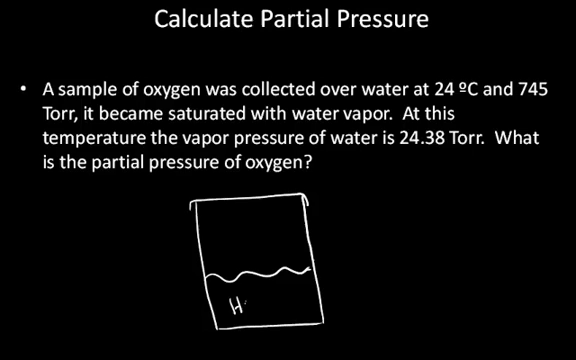 Calculate Partial Pressure
• A sample of oxygen was collected over water at 24 ºC and 745
Torr, it became saturated with water vapor. At this
temperature the vapor pressure of water is 24.38 Torr. What
is the partial pressure of oxygen?
H